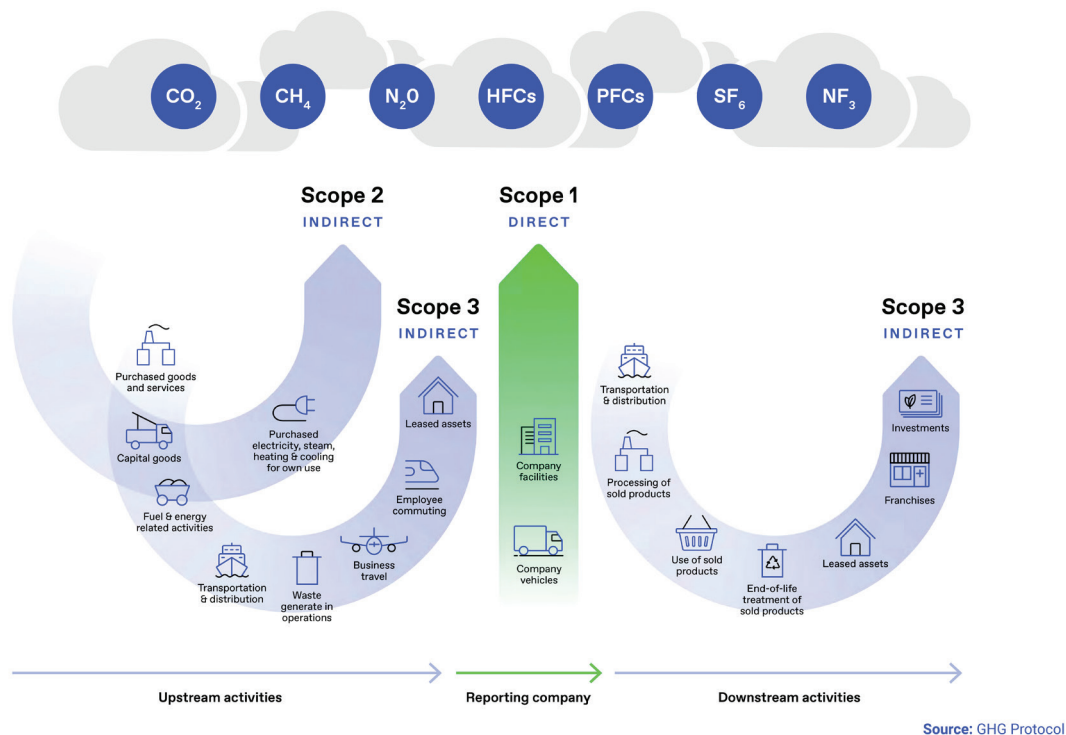 CO₂
CH₄
N₂O
HFCs
PFCs
SF₆
NF₃
Scope 2
INDIRECT
Scope 1
DIRECT
Scope 3
INDIRECT
Scope 3
INDIRECT
Purchased goods
and services
Capital goods
Fuel & energy
related activities
Transportation
& distribution
Waste
generate in
operations
Business
travel
Employee
commuting
Leased assets
Purchased
electricity, steam,
heating & cooling
for own use
Company
facilities
Company
vehicles
Transportation
& distribution
Processing of
sold products
Use of sold
products
End-of-life
treatment of
sold products
Leased assets
Franchises
Investments
Upstream activities
Reporting company
Downstream activities
Source: GHG Protocol